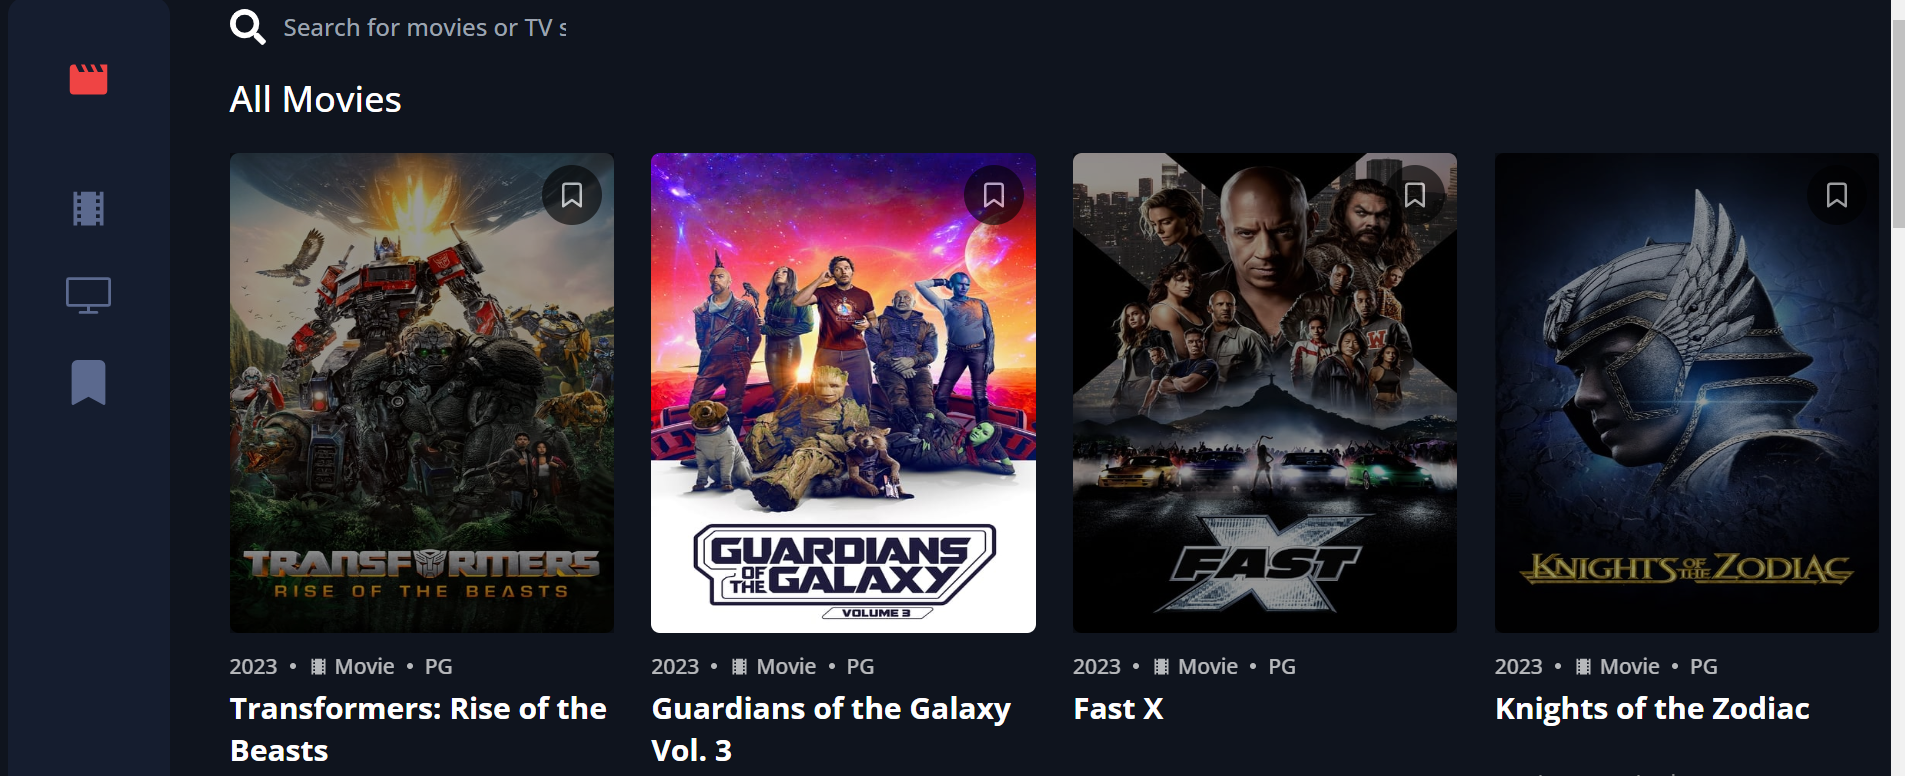 Search for movies or TV s
All Movies
TRANSFORMERS
RISE OF THE BEASTS
GUARDIANS
OF THE
GALAXY
VOLUME 3
W
FAST
X
KNIGHTS OF THE ZODIAC
2023 • Movie • PG
Transformers: Rise of the
Beasts
2023 • Movie • PG
Guardians of the Galaxy
Vol. 3
2023 • Movie • PG
Fast X
2023 • Movie • PG
Knights of the Zodiac